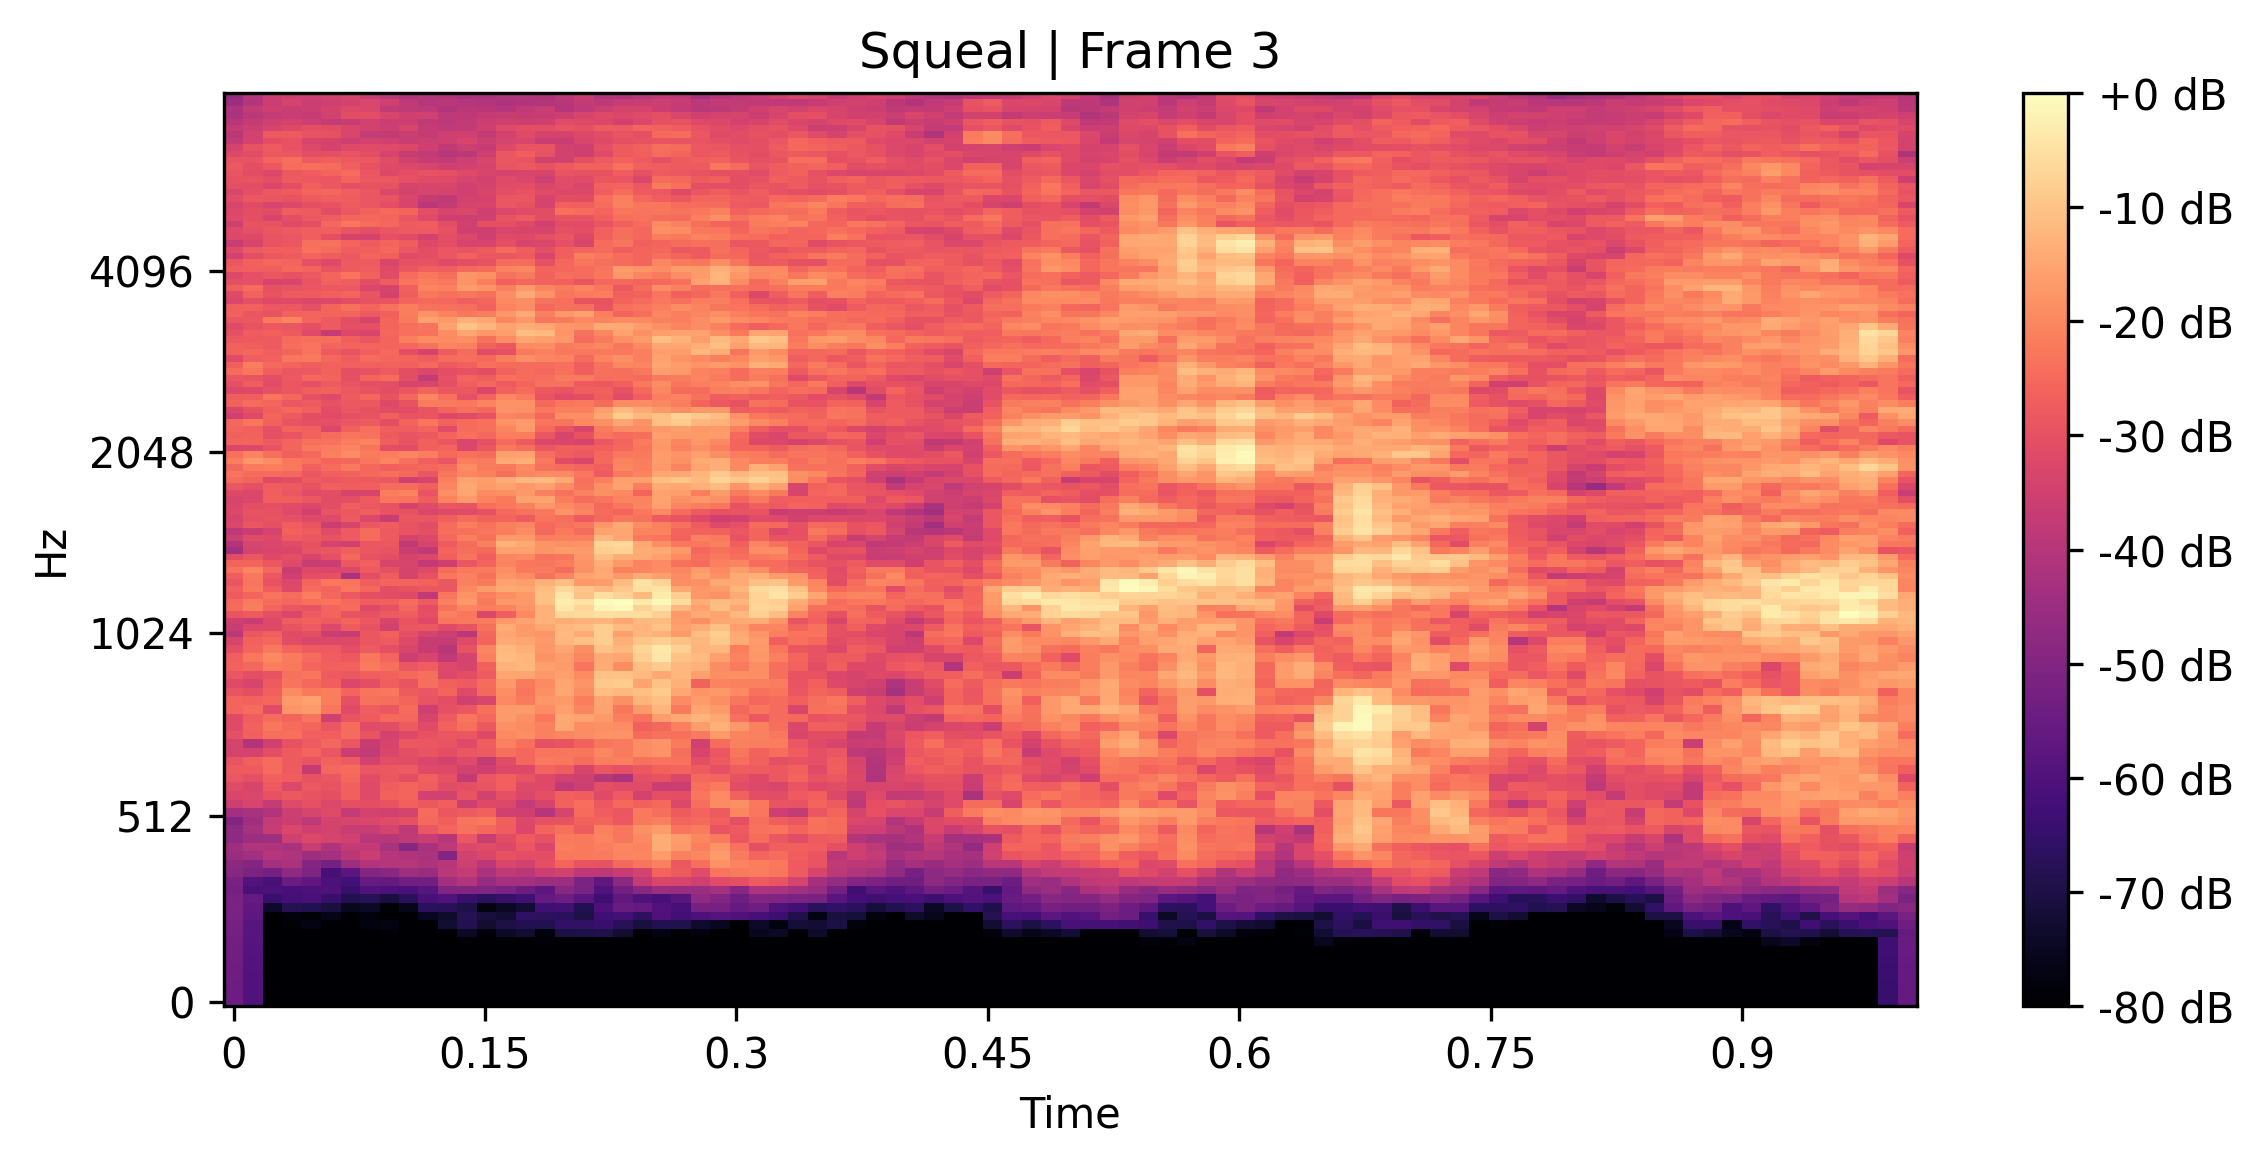 Squeal | Frame 3
+0 dB
-10 dB
-20 dB
-30 dB
-40 dB
-50 dB
-60 dB
-70 dB
-80 dB
Hz
4096
2048
1024
512
0
0 0.15 0.3 0.45 0.6 0.75 0.9
Time